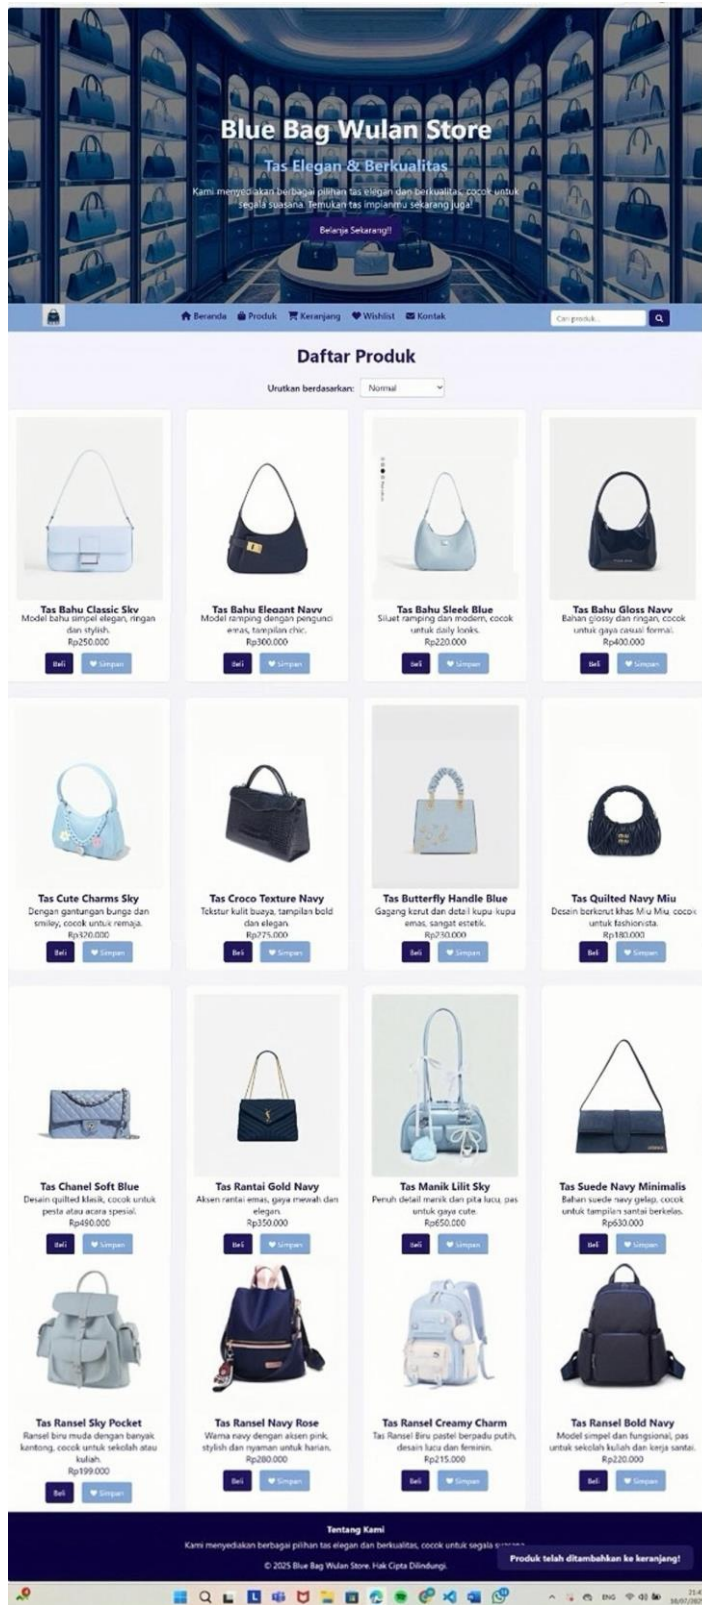 Blue Bag Wulan Store
Tas Elegan & Berkualitas
Kami menyediakan berbagai pilihan tas elegan dan berkualitas, cocok untuk
segala suasana. Temukan tas impianmu sekarang juga!
Belanja Sekarang!!
Beranda Produk Keranjang Wishlist Kontak
Cari produk...
Daftar Produk
Urutkan berdasarkan: Normal
Tas Bahu Classic Sky
Model bahu simpel elegan, ringan
dan stylish.
Rp250.000
Beli Simpan
Tas Bahu Elegant Navy
Model ramping dengan pengunci
emas, tampilan chic.
Rp300.000
Beli Simpan
Tas Bahu Sleek Blue
Siluet ramping dan modern, cocok
untuk daily looks.
Rp220.000
Beli Simpan
Tas Bahu Gloss Navy
Bahan glossy dan ringan, cocok
untuk gaya casual formal.
Rp400.000
Beli Simpan
Tas Cute Charms Sky
Dengan gantungan bunga dan
smiley, cocok untuk remaja.
Rp320.000
Beli Simpan
Tas Croco Texture Navy
Tekstur kulit buaya, tampilan bold
dan elegan.
Rp275.000
Beli Simpan
Tas Butterfly Handle Blue
Gagang kerut dan detail kupu-kupu
emas, sangat estetik.
Rp230.000
Beli Simpan
Tas Quilted Navy Miu
Desain berkerut khas Miu Miu, cocok
untuk fashionista.
Rp180.000
Beli Simpan
Tas Chanel Soft Blue
Desain quilted klasik, cocok untuk
pesta atau acara spesial.
Rp490.000
Beli Simpan
Tas Rantai Gold Navy
Aksen rantai emas, gaya mewah dan
elegan.
Rp350.000
Beli Simpan
Tas Manik Lilit Sky
Penuh detail manik dan pita lucu, pas
untuk gaya cute.
Rp650.000
Beli Simpan
Tas Suede Navy Minimalis
Bahan suede navy gelap, cocok
untuk tampilan santai berkelas.
Rp630.000
Beli Simpan
Tas Ransel Sky Pocket
Ransel biru muda dengan banyak
kantong, cocok untuk sekolah atau
kuliah.
Rp199.000
Beli Simpan
Tas Ransel Navy Rose
Warna navy dengan aksen pink,
stylish dan nyaman untuk harian.
Rp280.000
Beli Simpan
Tas Ransel Creamy Charm
Tas Ransel Biru pastel berpadu putih,
desain lucu dan feminin.
Rp215.000
Beli Simpan
Tas Ransel Bold Navy
Model simpel dan fungsional, pas
untuk sekolah kuliah dan kerja santai.
Rp220.000
Beli Simpan
Tentang Kami
Kami menyediakan berbagai pilihan tas elegan dan berkualitas, cocok untuk segala
© 2025 Blue Bag Wulan Store. Hak Cipta Dilindungi.
Produk telah ditambahkan ke keranjang!
ENG